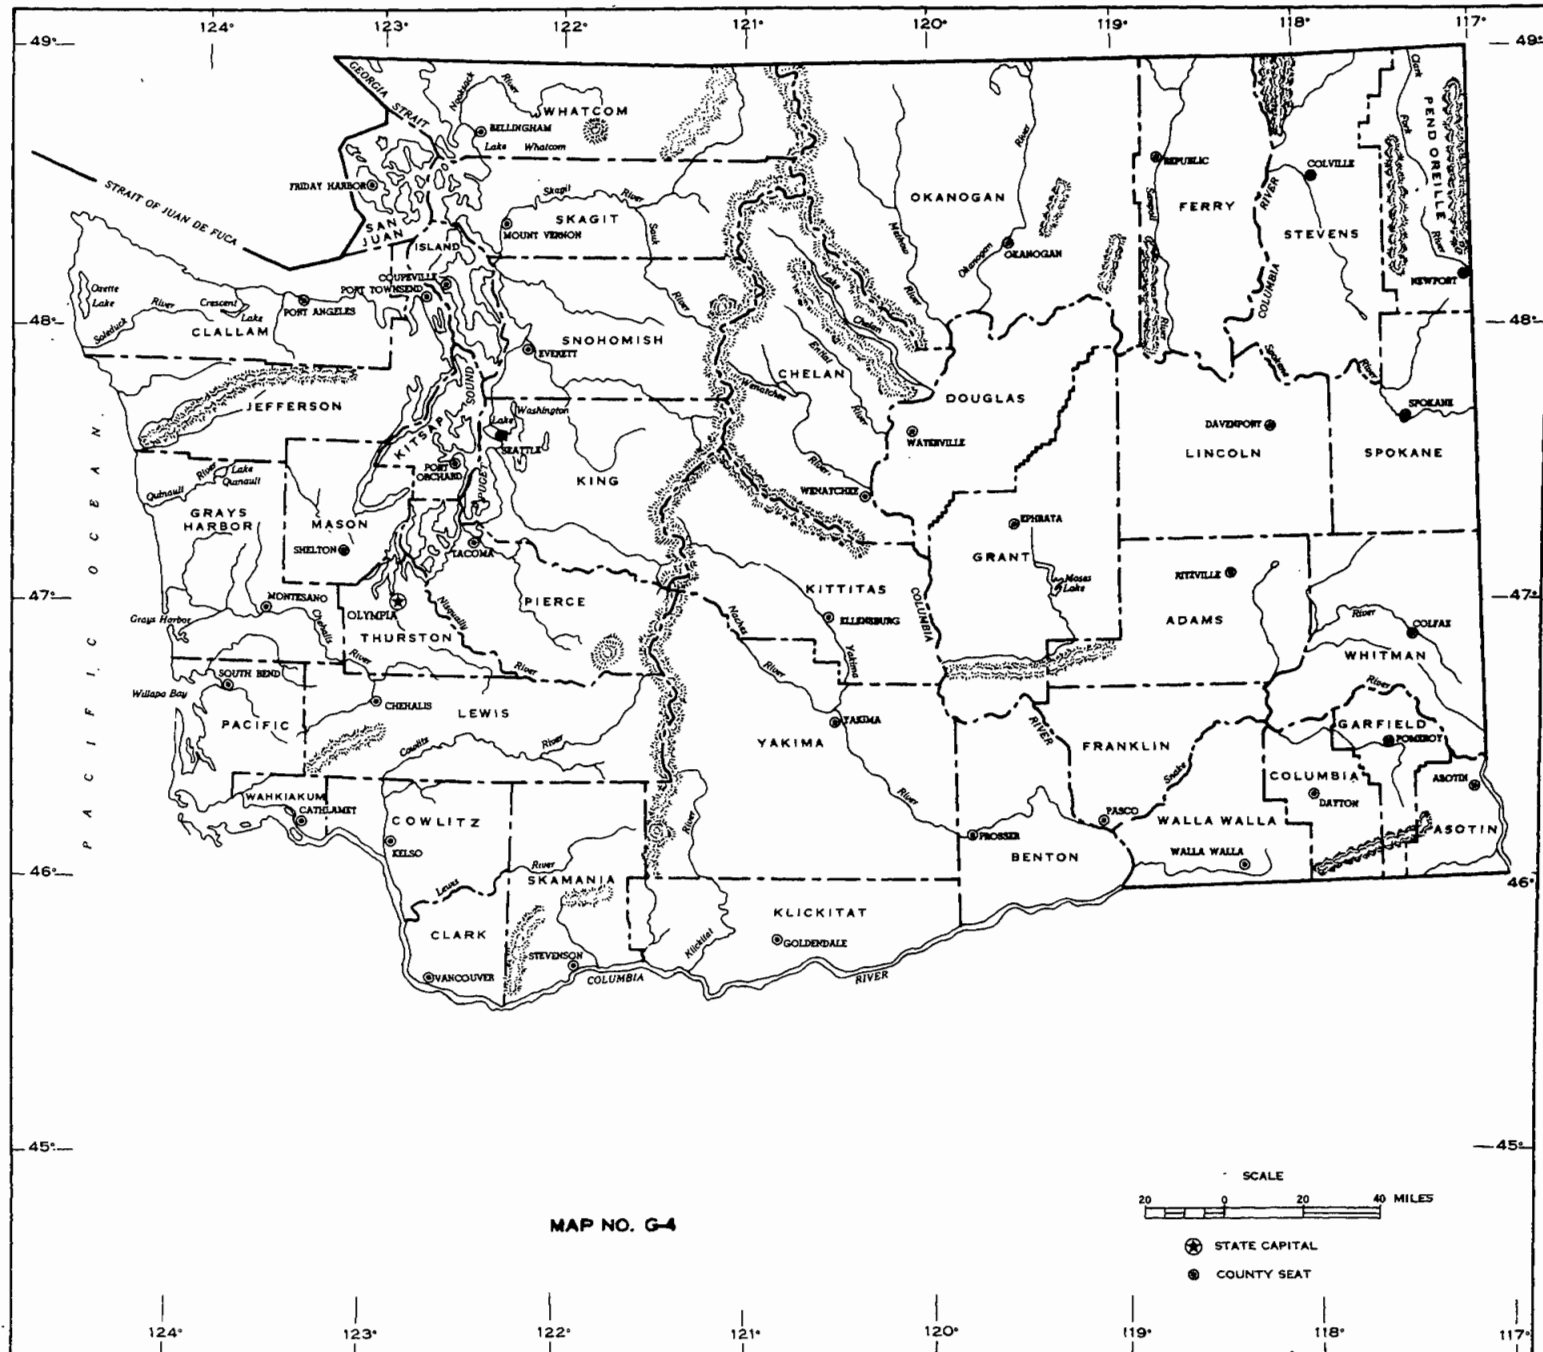 124°
123°
122°
121°
120°
119°
118°
117°
49°
49°
GEORGIA STRAIT
Nooksack River
WHATCOM
BELLINGHAM
Lake Whatcom
FRIDAY HARBOR
STRAIT OF JUAN DE FUCA
SAN JUAN
ISLAND
Skagit River
SKAGIT
MOUNT VERNON
Sauk
River
OKANOGAN
Methow
River
Okanogan
River
OKANOGAN
REPUBLIC
Sanpoil
River
FERRY
COLUMBIA RIVER
COLVILLE
STEVENS
Clark Fork
River
PEND OREILLE
NEWPORT
COUPEVILLE
PORT TOWNSEND
Ozette Lake
Soleduck River
Crescent Lake
PORT ANGELES
CLALLAM
48°
48°
SNOHOMISH
EVERETT
Lake Chelan
Entiat
River
CHELAN
Wenatchee
River
DOUGLAS
WATERVILLE
WENATCHEE
Spokane
River
SPOKANE
DAVENPORT
LINCOLN
SPOKANE
JEFFERSON
KITSAP
PUGET SOUND
Lake Washington
SEATTLE
PORT ORCHARD
KING
Quinault River
Lake Quinault
GRAYS HARBOR
MASON
SHELTON
TACOMA
EPHRATA
GRANT
Moses Lake
RITZVILLE
ADAMS
PACIFIC OCEAN
47°
47°
MONTESANO
Grays Harbor
Chehalis
River
OLYMPIA
THURSTON
Nisqually
River
PIERCE
KITTITAS
ELLENSBURG
Naches
River
Yakima
COLUMBIA
RIVER
River
COLFAX
WHITMAN
River
SOUTH BEND
Willapa Bay
PACIFIC
CHEHALIS
LEWIS
Cowlitz River
YAKIMA
YAKIMA
River
FRANKLIN
Snake
GARFIELD
POMEROY
COLUMBIA
DAYTON
ASOTIN
ASOTIN
WAHKIAKUM
CATHLAMET
COWLITZ
KELSO
Lewis
River
SKAMANIA
River
PROSSER
BENTON
PASCO
WALLA WALLA
WALLA WALLA
46°
46°
CLARK
VANCOUVER
STEVENSON
COLUMBIA
RIVER
Klickitat
KLICKITAT
GOLDENDALE
45°
45°
MAP NO. G-4
SCALE
20 0 20 40 MILES
STATE CAPITAL
COUNTY SEAT
124°
123°
122°
121°
120°
119°
118°
117°